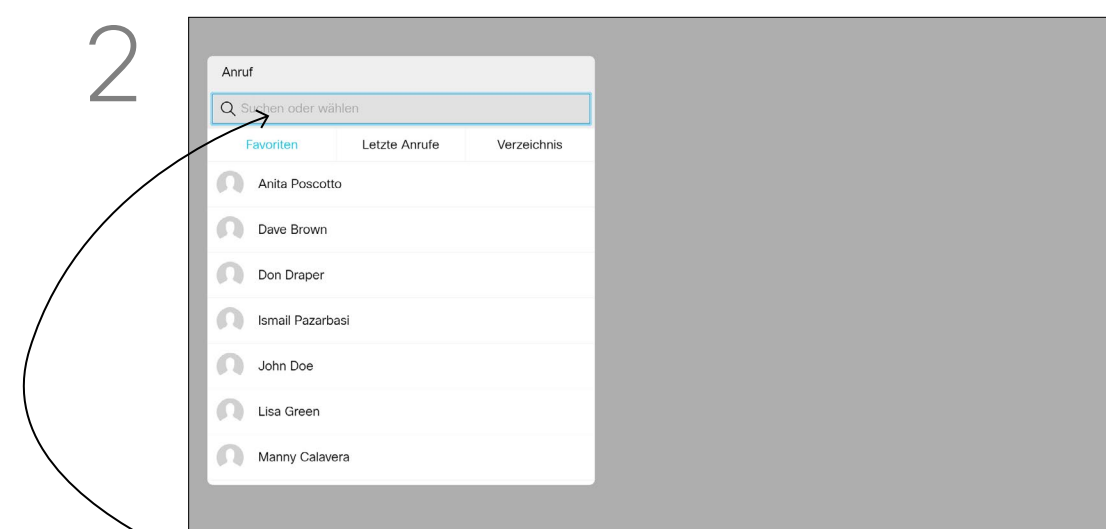 2
Anruf
Suchen oder wählen
Favoriten Letzte Anrufe Verzeichnis
Anita Poscotto
Dave Brown
Don Draper
Ismail Pazarbasi
John Doe
Lisa Green
Manny Calavera